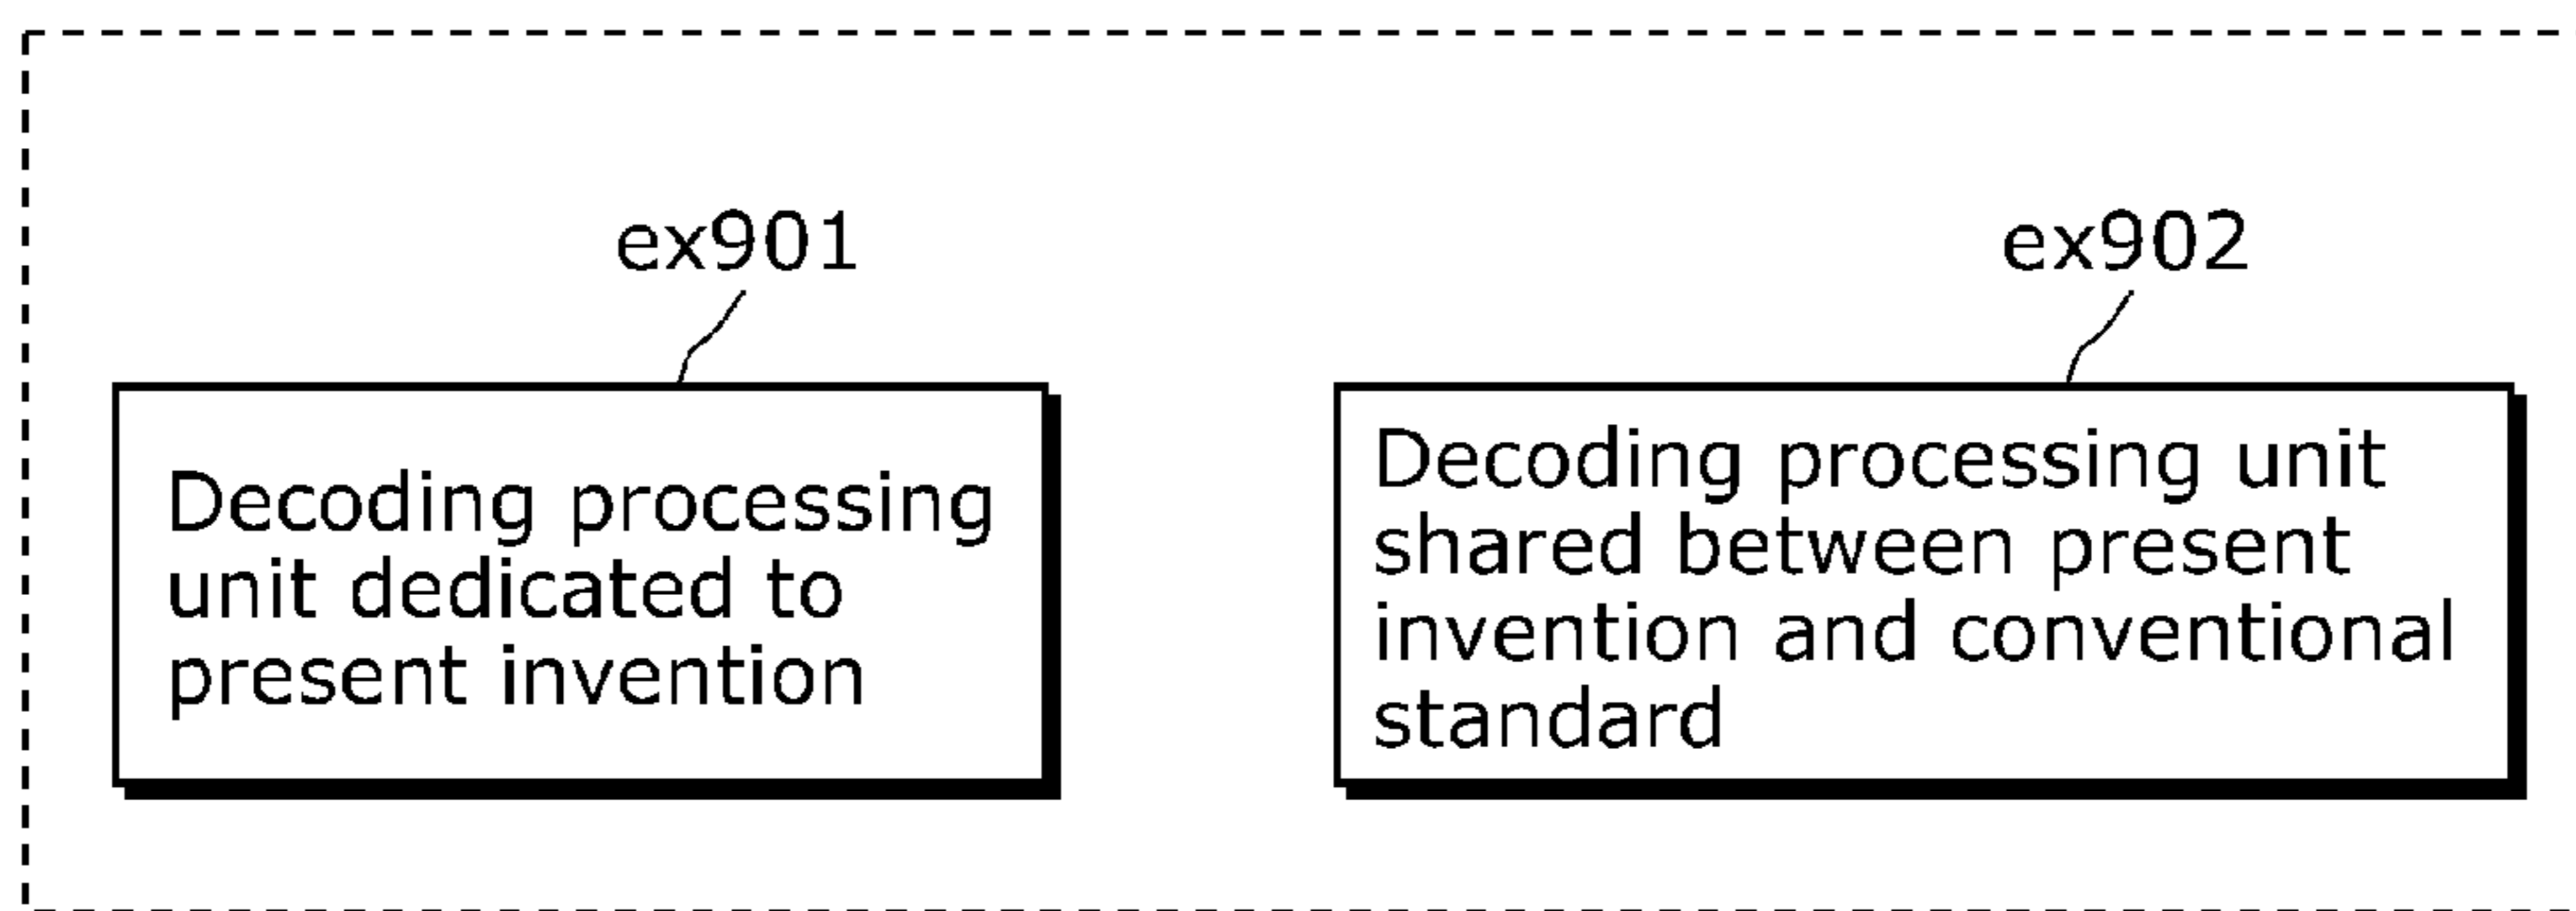 ex901
ex902
Decoding processing
unit dedicated to
present invention
Decoding processing unit
shared between present
invention and conventional
standard